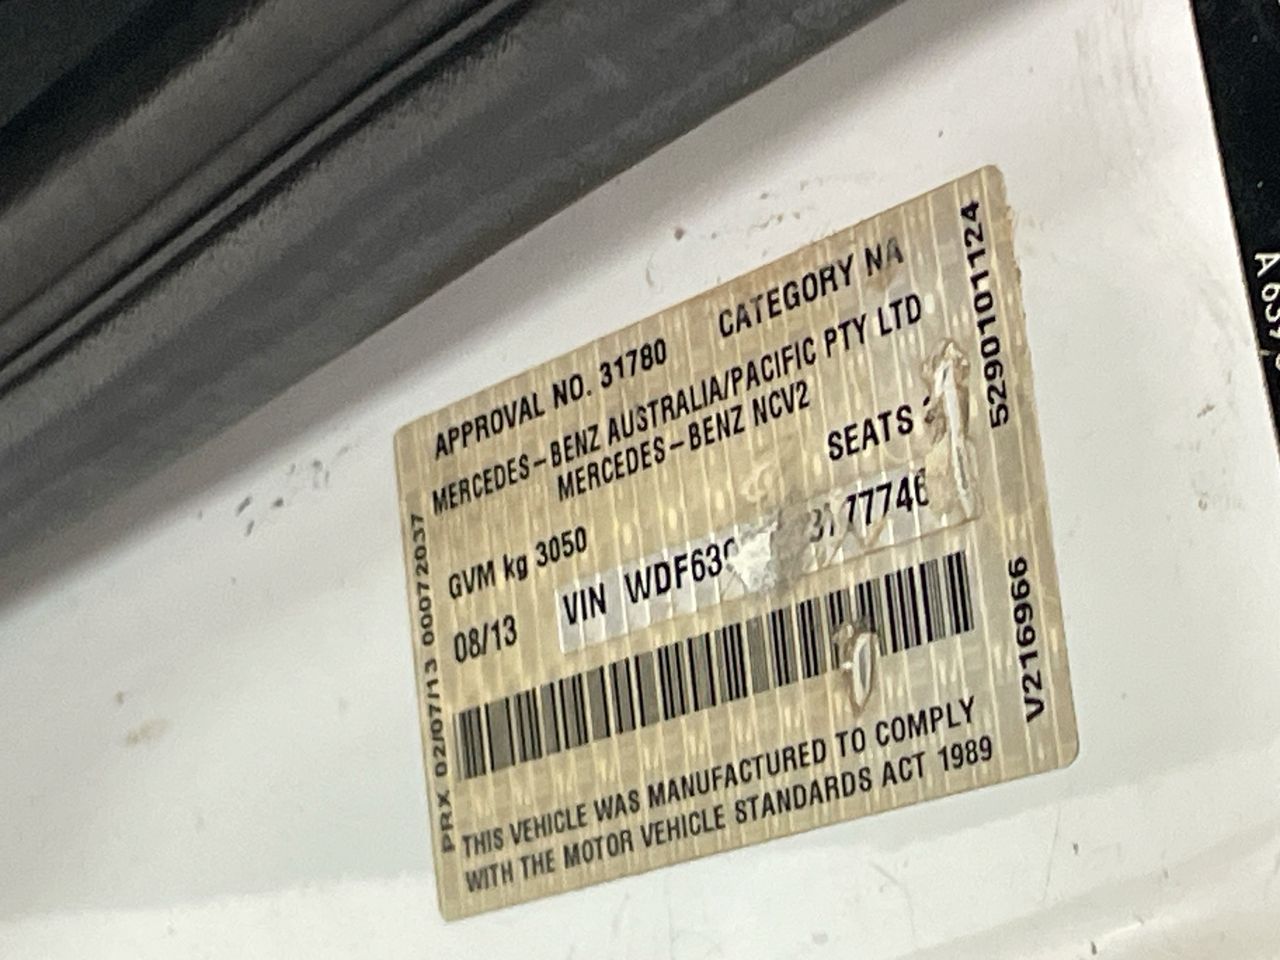 APPROVAL NO. 31780 CATEGORY NA
MERCEDES-BENZ AUSTRALIA/PACIFIC PTY LTD
MERCEDES-BENZ NCV2
SEATS
GVM kg 3050
08/13 VIN
THIS VEHICLE WAS MANUFACTURED TO COMPLY
WITH THE MOTOR VEHICLE STANDARDS ACT 1989
PRX 02/07/13 00072037
5290101124
V216966